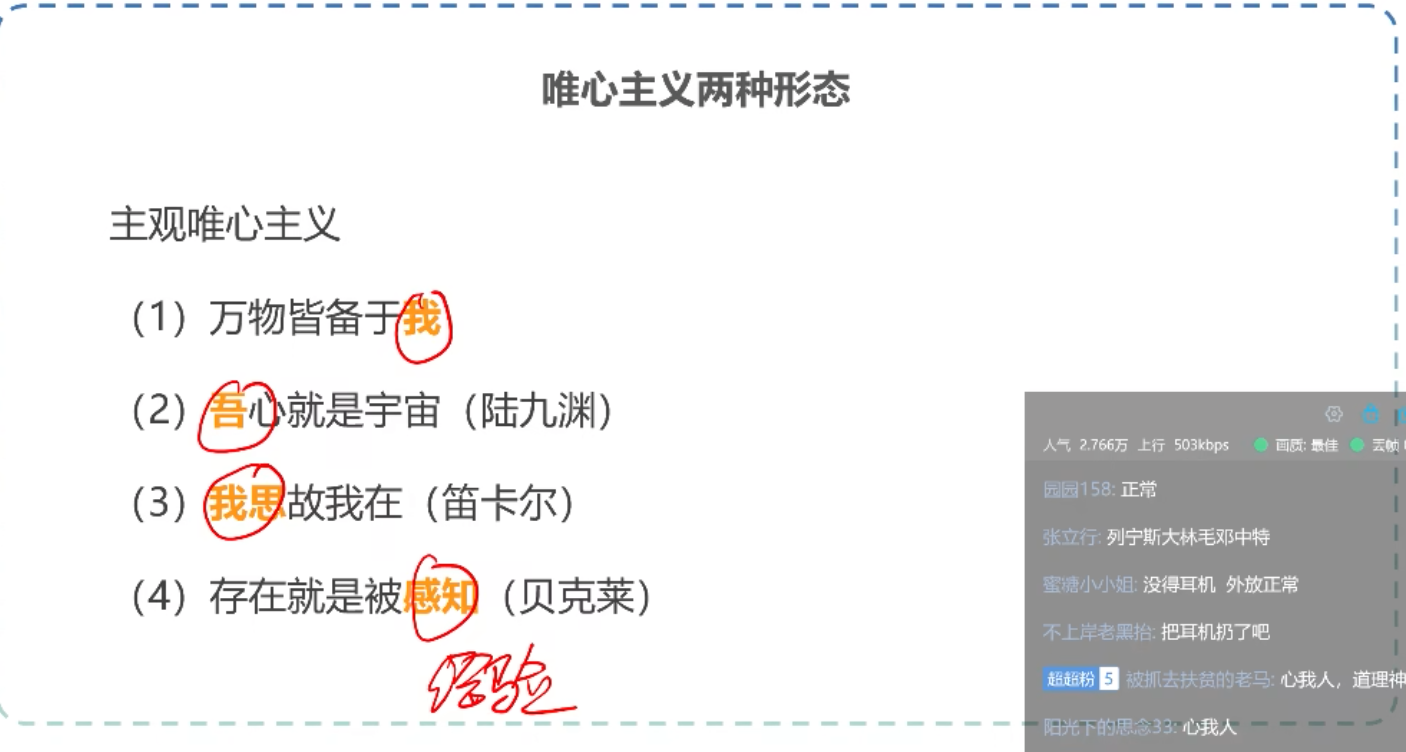 唯心主义两种形态
主观唯心主义
（1）万物皆备于我
（2）吾心就是宇宙（陆九渊）
（3）我思故我在（笛卡尔）
（4）存在就是被感知（贝克莱）
经验
人气 2.766万 上行 503kbps 画质: 最佳 丢帧
园园158: 正常
张立行: 列宁斯大林毛邓中特
蜜糖小小姐: 没得耳机 外放正常
不上岸老黑抬: 把耳机扔了吧
超超粉 5 被抓去扶贫的老马: 心我人，道理神
阳光下的思念33: 心我人